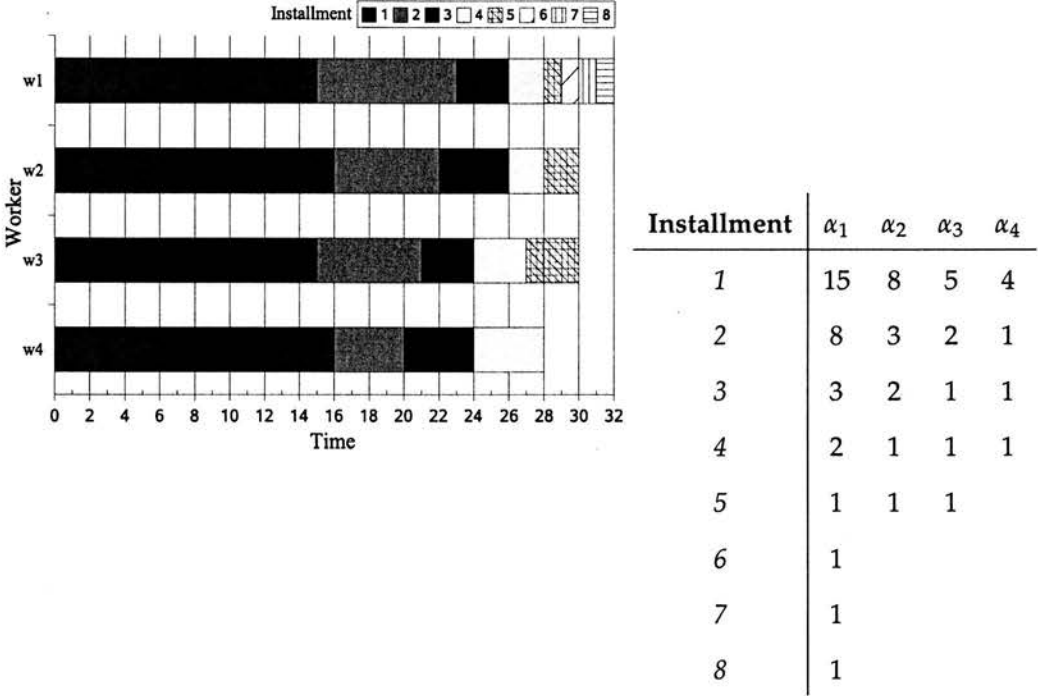 Installment 1 2 3 4 5 6 7 8
w1
w2
w3
w4
Worker
0 2 4 6 8 10 12 14 16 18 20 22 24 26 28 30 32
Time
Installment α1 α2 α3 α4
1 15 8 5 4
2 8 3 2 1
3 3 2 1 1
4 2 1 1 1
5 1 1 1
6 1
7 1
8 1